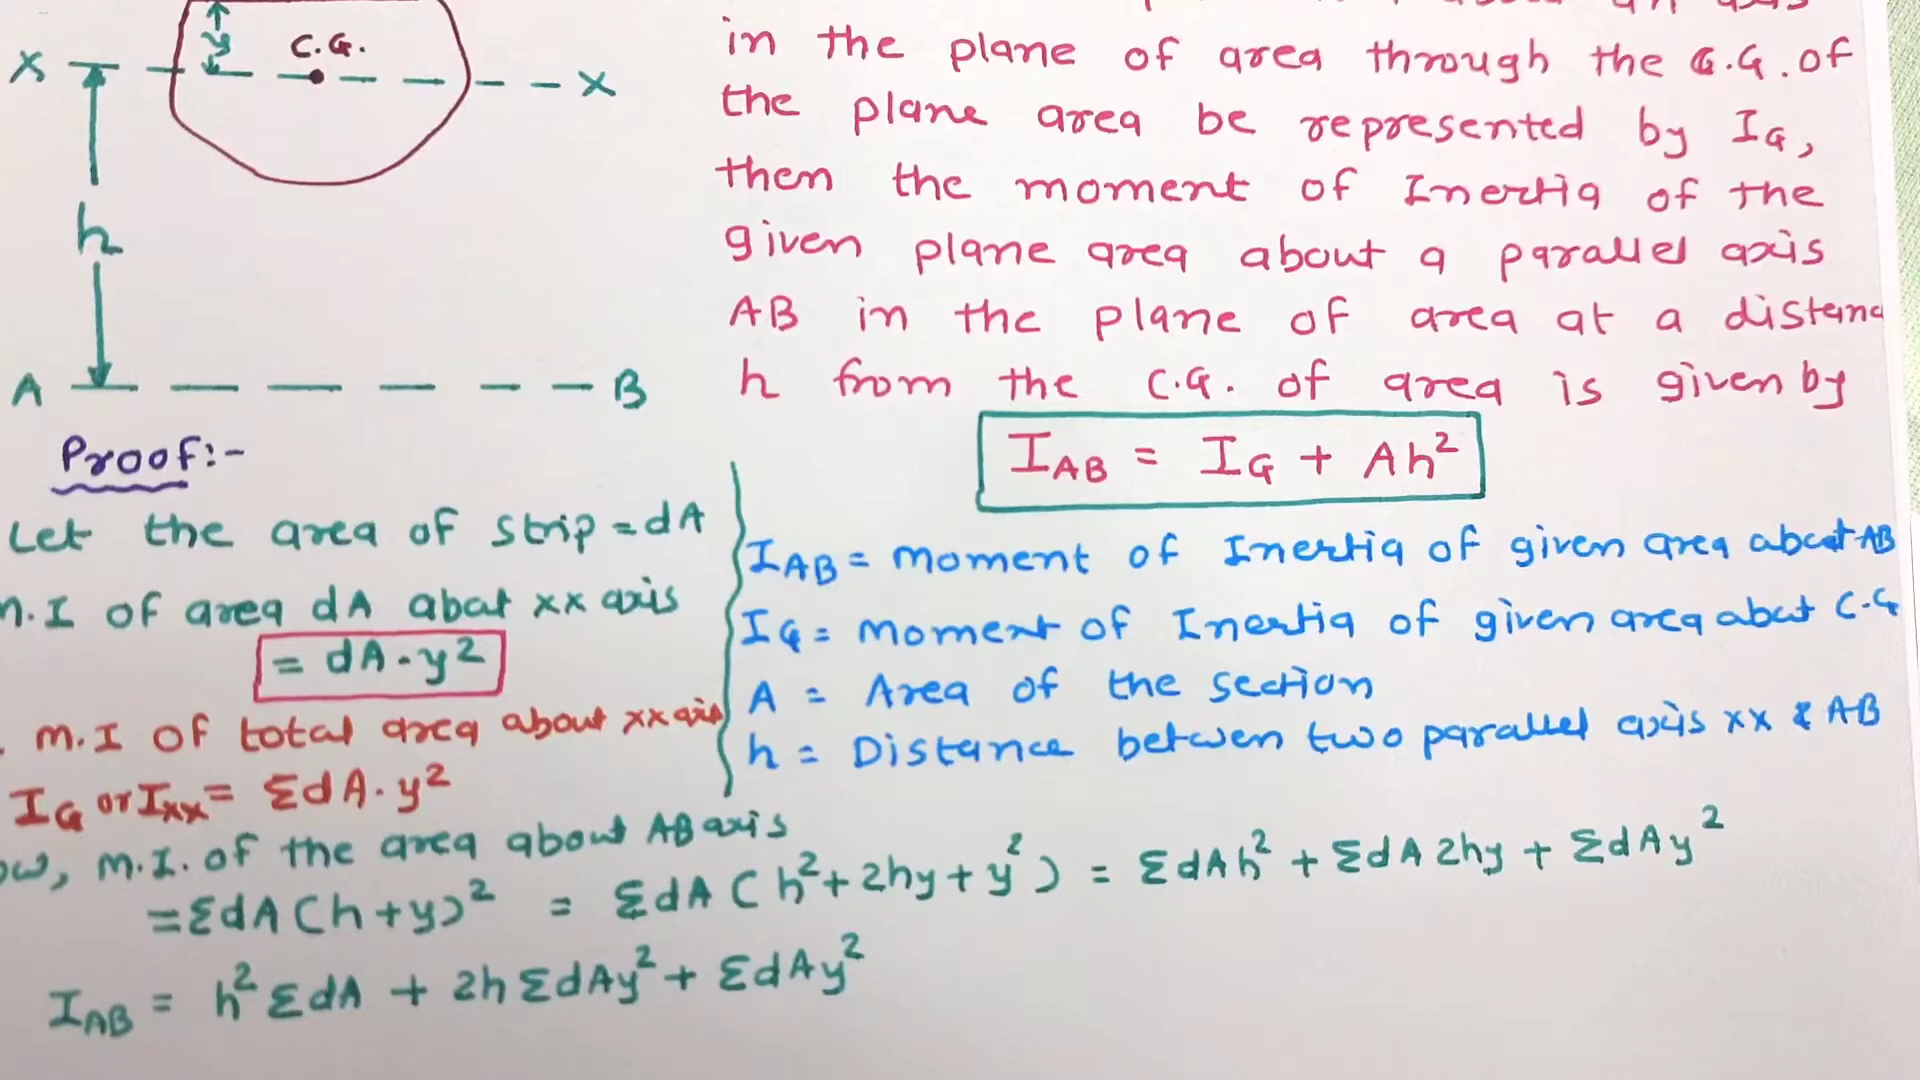 in the plane of area through the G.G. of
the plane area be represented by IG,
then the moment of Inertia of the
given plane area about a parallel axis
AB in the plane of area at a distanc
h from the C.G. of area is given by
IAB = IG + Ah²
y
C.G.
X X
h
A B
Proof:-
Let the area of strip = dA
M.I of area dA abat xx axis
= dA·y²
M.I of total area about xx axis
IG or Ixx = ΣdA·y²
ow, M.I. of the area about AB axis
= ΣdA (h+y)² = ΣdA (h²+2hy+y²) = ΣdAh² + ΣdA2hy + ΣdAy²
IAB = h²ΣdA + 2hΣdAy² + ΣdAy²
IAB = Moment of Inertia of given area about AB
IG = Moment of Inertia of given area about C.G
A = Area of the section
h = Distance between two parallel axis xx & AB